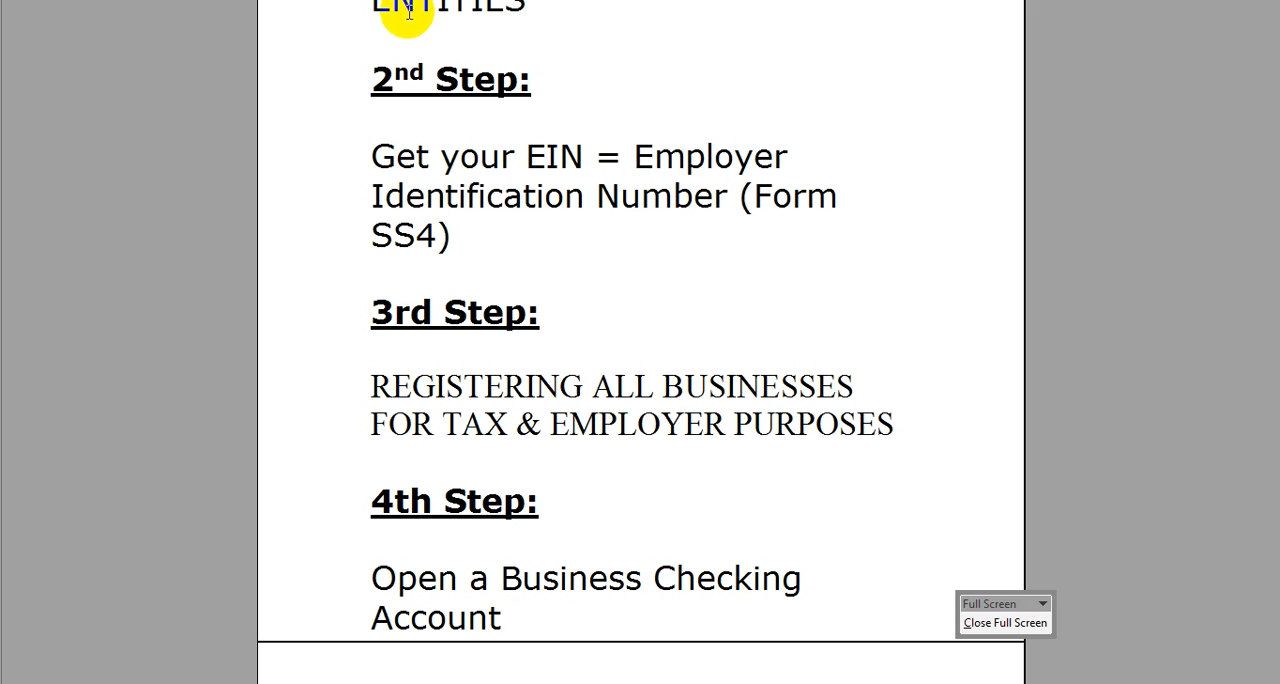 ENTITIES
2nd Step:
Get your EIN = Employer
Identification Number (Form
SS4)
3rd Step:
REGISTERING ALL BUSINESSES
FOR TAX & EMPLOYER PURPOSES
4th Step:
Open a Business Checking
Account
Full Screen
Close Full Screen